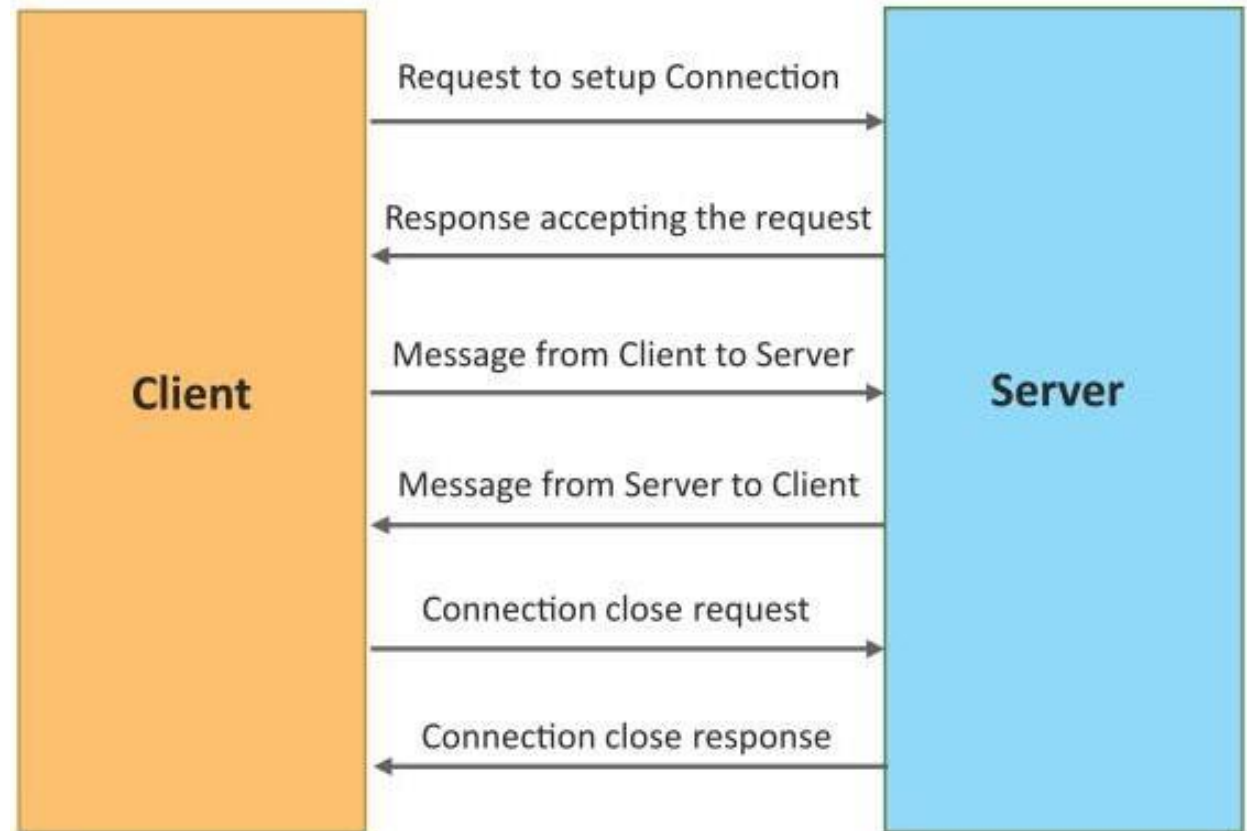 Request to setup Connection
Response accepting the request
Message from Client to Server
Client
Server
Message from Server to Client
Connection close request
Connection close response